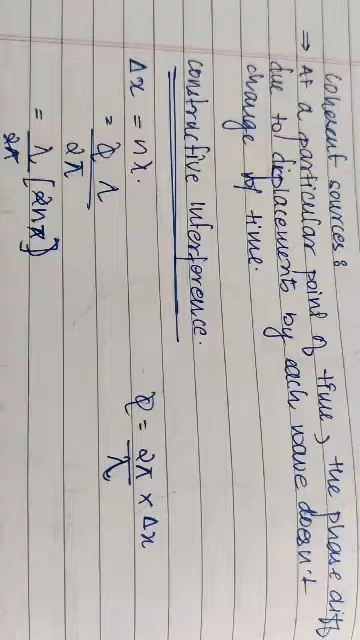 Coherent sources:
⇒ At a particular point of time, the phase diff
due to displacements by each wave doesn't
change by time.
constructive interference.
Δx = nλ.
= Φ λ / 2π
Φ = 2π / λ × Δx
= λ / 2π [2nπ]